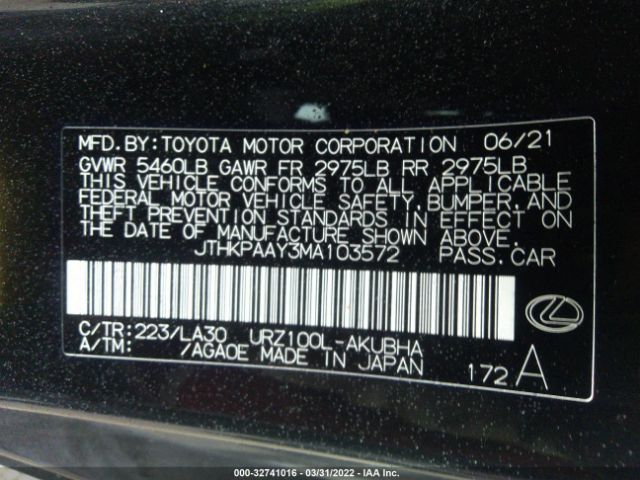 MFD.BY:TOYOTA MOTOR CORPORATION 06/21
GVWR 5460LB GAWR FR 2975LB RR 2975LB
THIS VEHICLE CONFORMS TO ALL APPLICABLE
FEDERAL MOTOR VEHICLE SAFETY, BUMPER, AND
THEFT PREVENTION STANDARDS IN EFFECT ON
THE DATE OF MANUFACTURE SHOWN ABOVE.
JTHKPAAY3MA103572 PASS.CAR
C/TR:223/LA30 URZ100L-AKUBHA
A/TM: /AGA0E MADE IN JAPAN
172 A
000-32741016 — 03/31/2022 — IAA Inc.